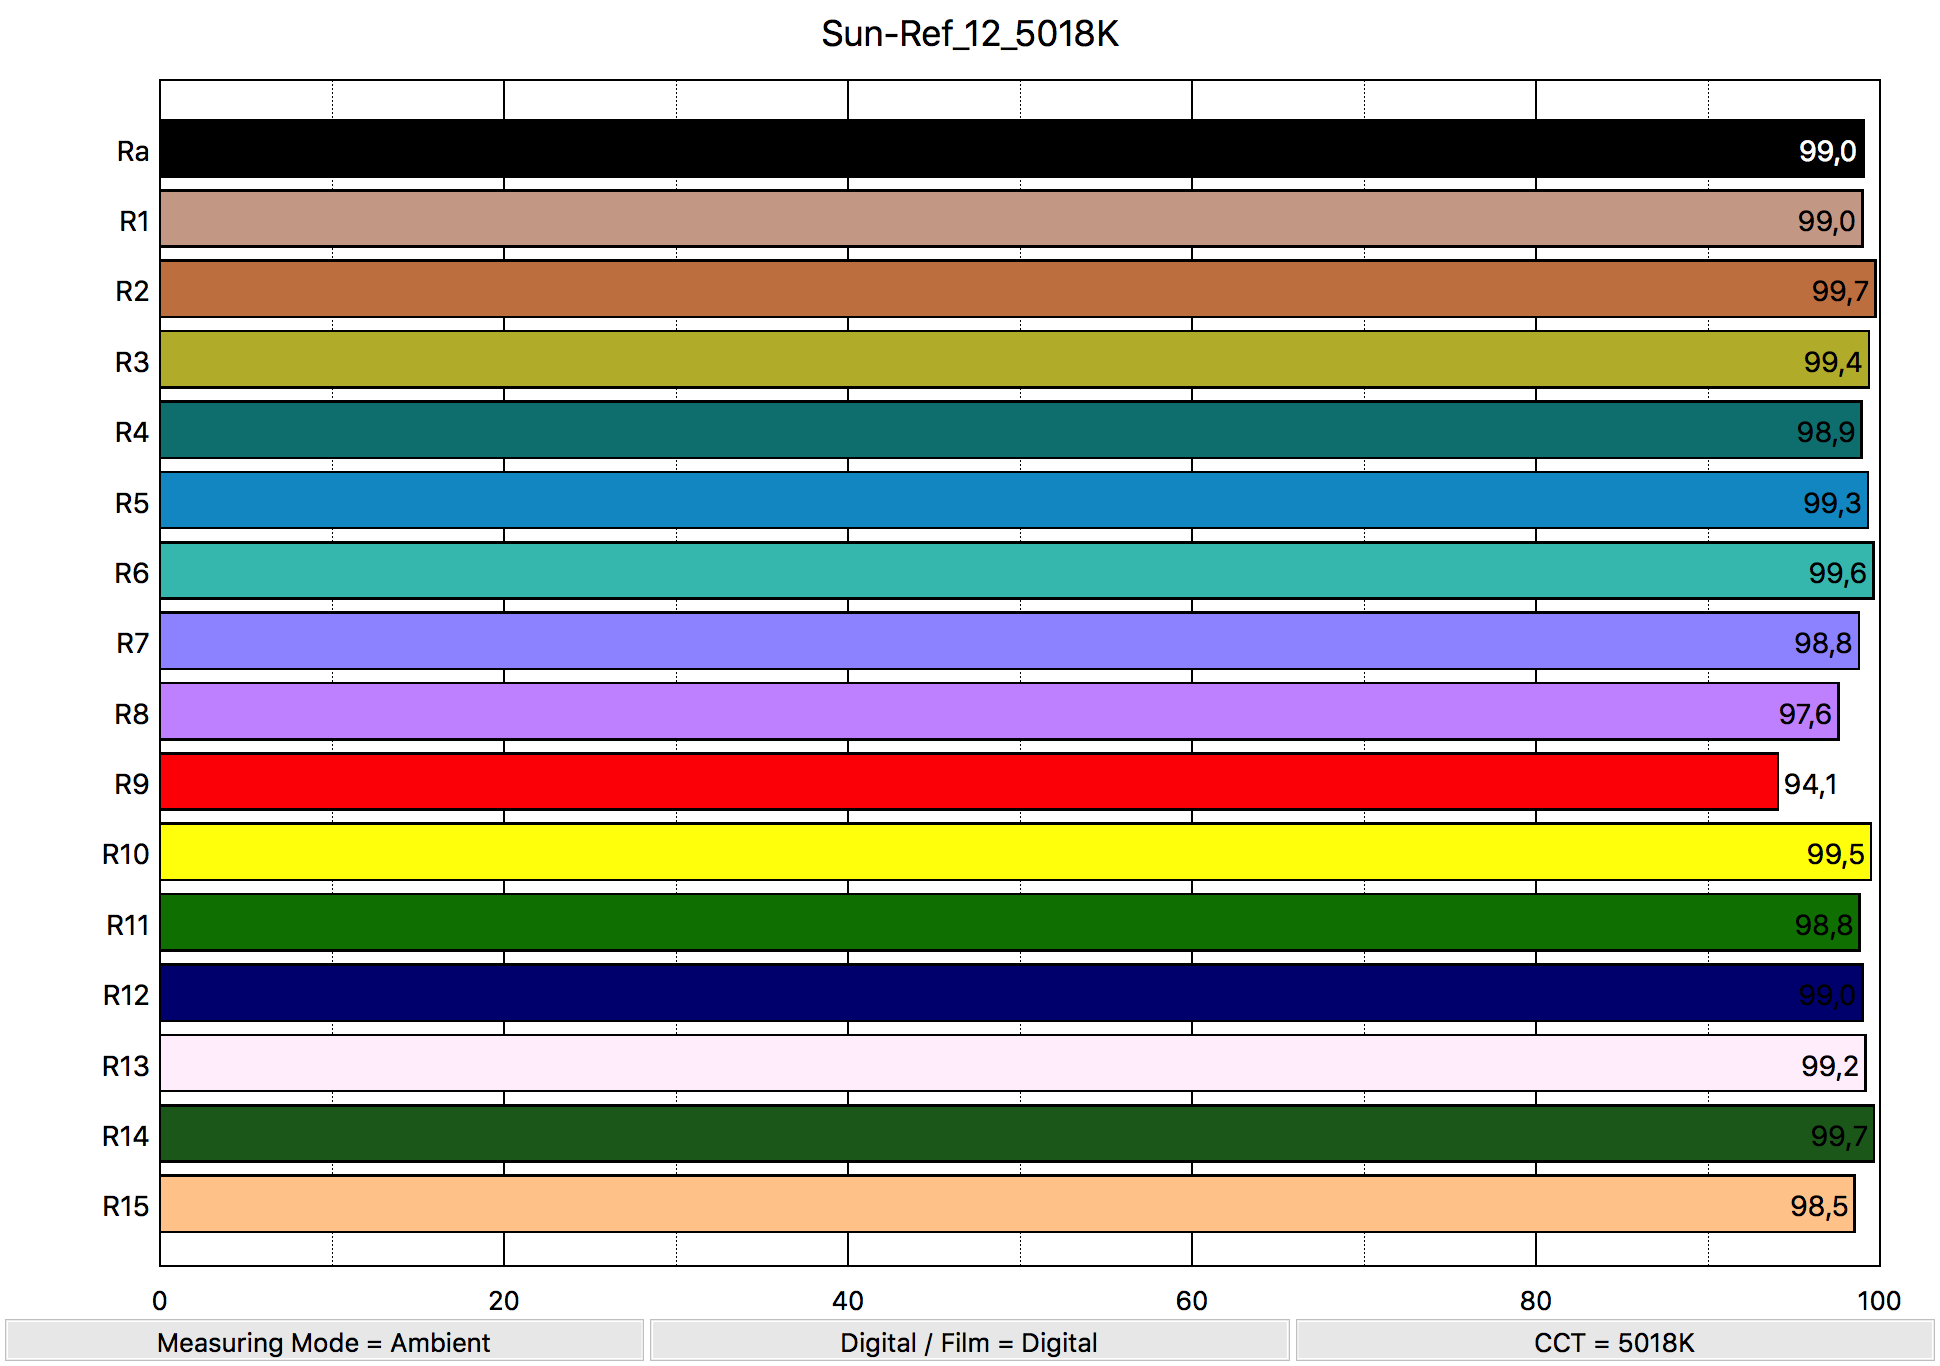 Sun-Ref_12_5018K
Ra 99,0
R1 99,0
R2 99,7
R3 99,4
R4 98,9
R5 99,3
R6 99,6
R7 98,8
R8 97,6
R9 94,1
R10 99,5
R11 98,8
R12 99,0
R13 99,2
R14 99,7
R15 98,5
0 20 40 60 80 100
Measuring Mode = Ambient Digital / Film = Digital CCT = 5018K